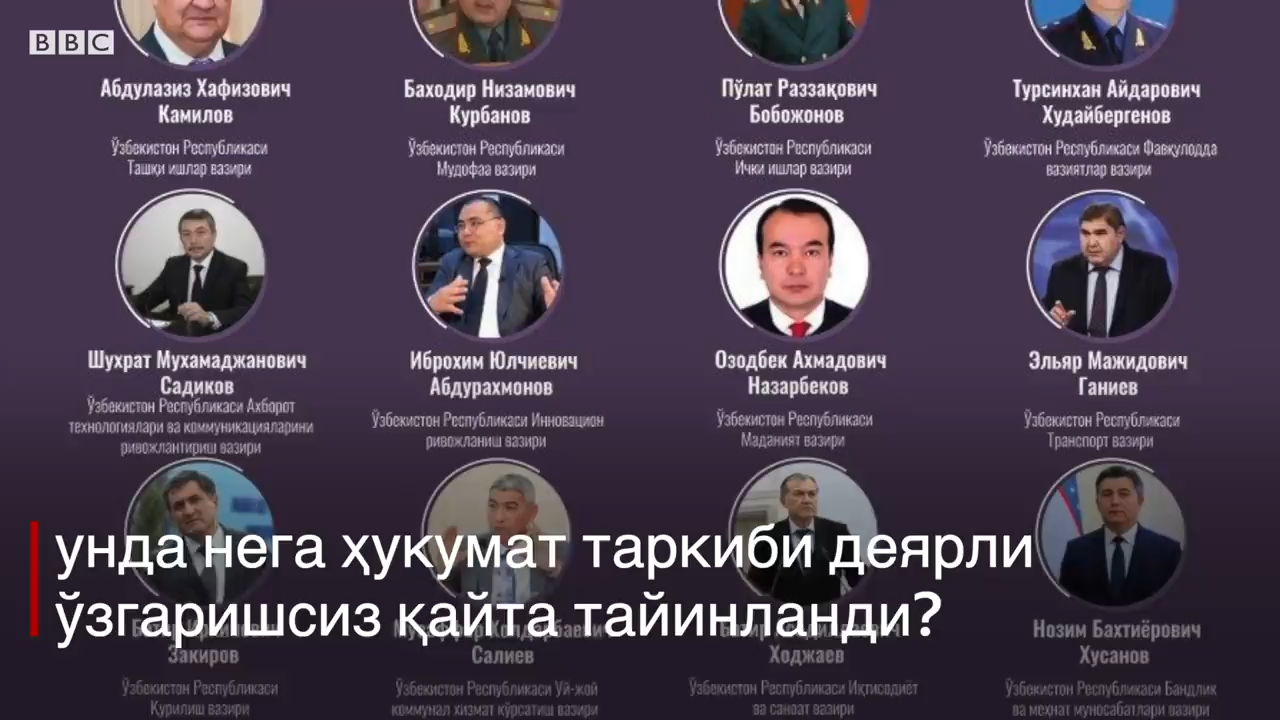 BBC
Абдулазиз Хафизович
Камилов
Ўзбекистон Республикаси
Ташқи ишлар вазири
Баходир Низамович
Курбанов
Ўзбекистон Республикаси
Мудофаа вазири
Пўлат Раззақович
Бобожонов
Ўзбекистон Республикаси
Ички ишлар вазири
Турсинхан Айдарович
Худайбергенов
Ўзбекистон Республикаси Фавқулодда
вазиятлар вазири
Шухрат Мухамаджанович
Садиков
Ўзбекистон Республикаси Ахборот
технологиялари ва коммуникацияларини
ривожлантириш вазири
Иброхим Юлчиевич
Абдурахмонов
Ўзбекистон Республикаси Инновацион
ривожланиш вазири
Озодбек Ахмадович
Назарбеков
Ўзбекистон Республикаси
Маданият вазири
Эльяр Мажидович
Ганиев
Ўзбекистон Республикаси
Транспорт вазири
унда нега ҳукумат таркиби деярли
ўзгаришсиз қайта тайинланди?
Закиров
Ўзбекистон Республикаси
Қурилиш вазири
Салиев
Ўзбекистон Республикаси Уй-жой
коммунал хизмат кўрсатиш вазири
Ходжаев
Ўзбекистон Республикаси Иқтисодиёт
ва саноат вазири
Нозим Бахтиёрович
Хусанов
Ўзбекистон Республикаси Бандлик
ва меҳнат муносабатлари вазири